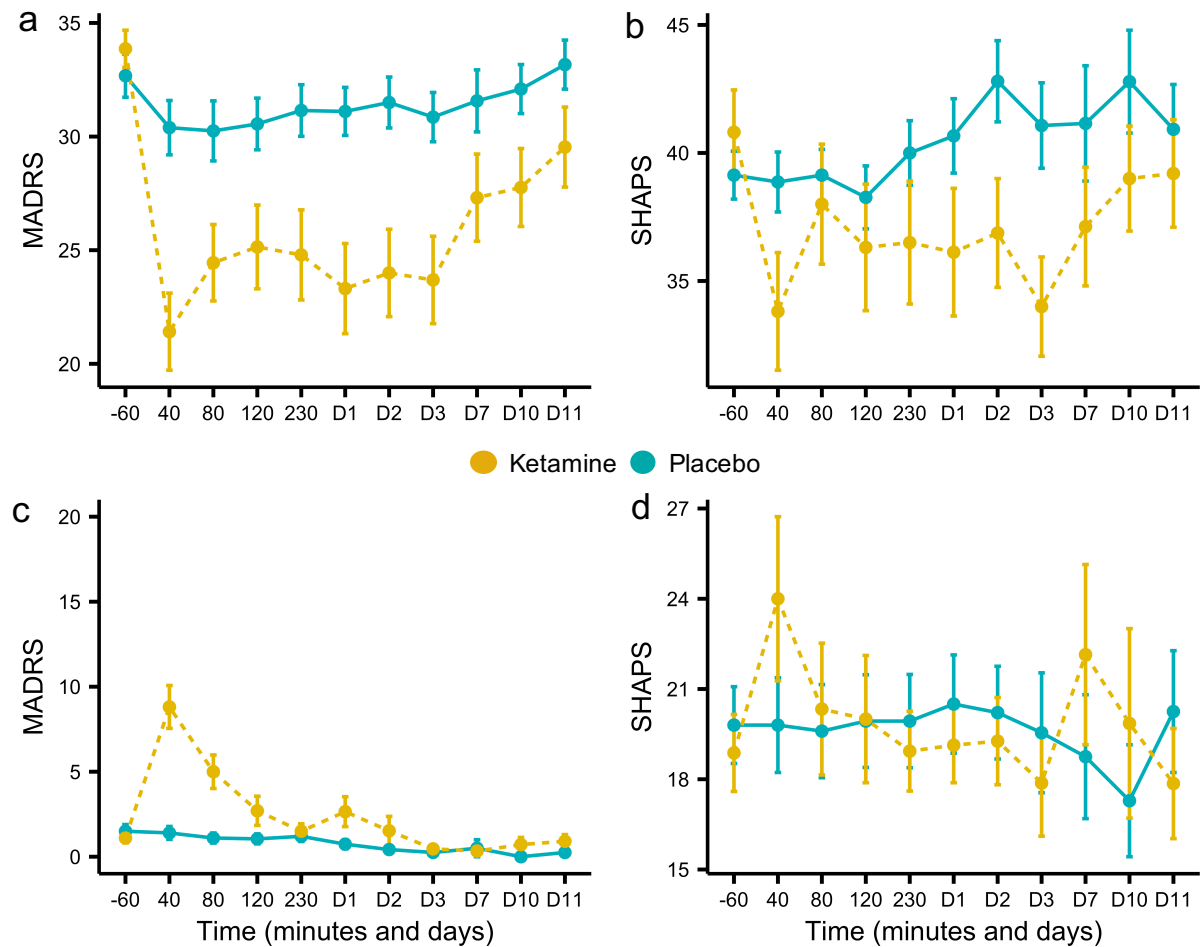 a
MADRS
35
30
25
20
-60 40 80 120 230 D1 D2 D3 D7 D10 D11
b
SHAPS
45
40
35
-60 40 80 120 230 D1 D2 D3 D7 D10 D11
Ketamine Placebo
c
MADRS
20
15
10
5
0
-60 40 80 120 230 D1 D2 D3 D7 D10 D11
Time (minutes and days)
d
SHAPS
27
24
21
18
15
-60 40 80 120 230 D1 D2 D3 D7 D10 D11
Time (minutes and days)